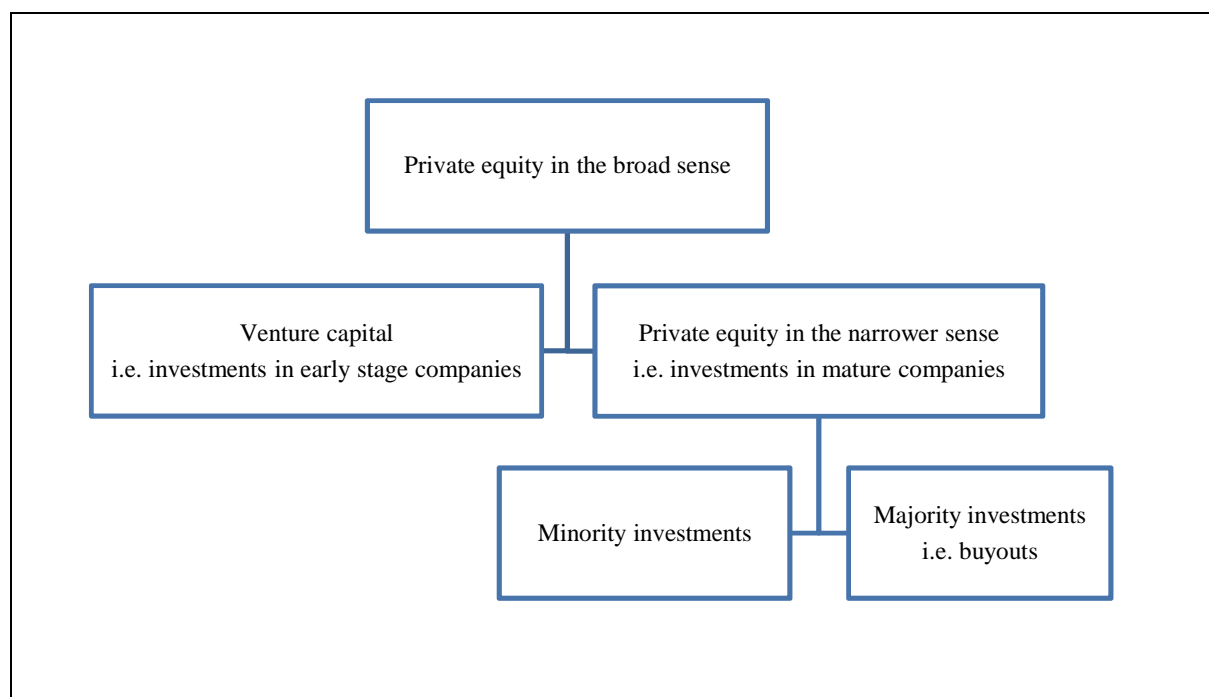 Private equity in the broad sense
Venture capital
i.e. investments in early stage companies
Private equity in the narrower sense
i.e. investments in mature companies
Minority investments
Majority investments
i.e. buyouts